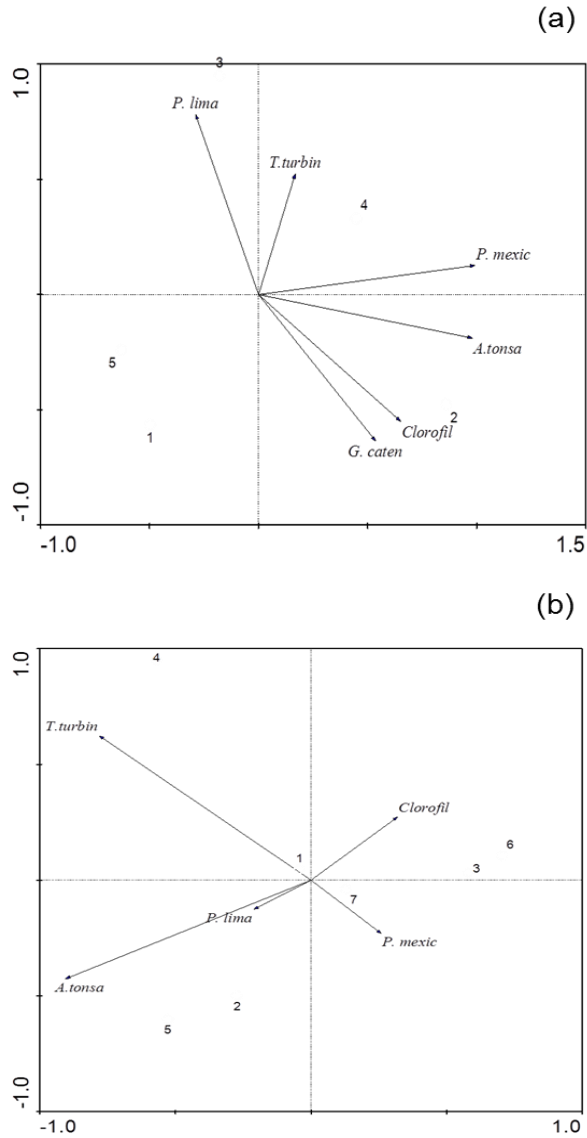 (a)
1.0
3
P. lima
T.turbin
4
P. mexic
A.tonsa
5
2
Clorofil
1
G. caten
-1.0
-1.0
1.5
(b)
1.0
4
T.turbin
Clorofil
6
1
3
7
P. lima
P. mexic
A.tonsa
2
5
-1.0
-1.0
1.0